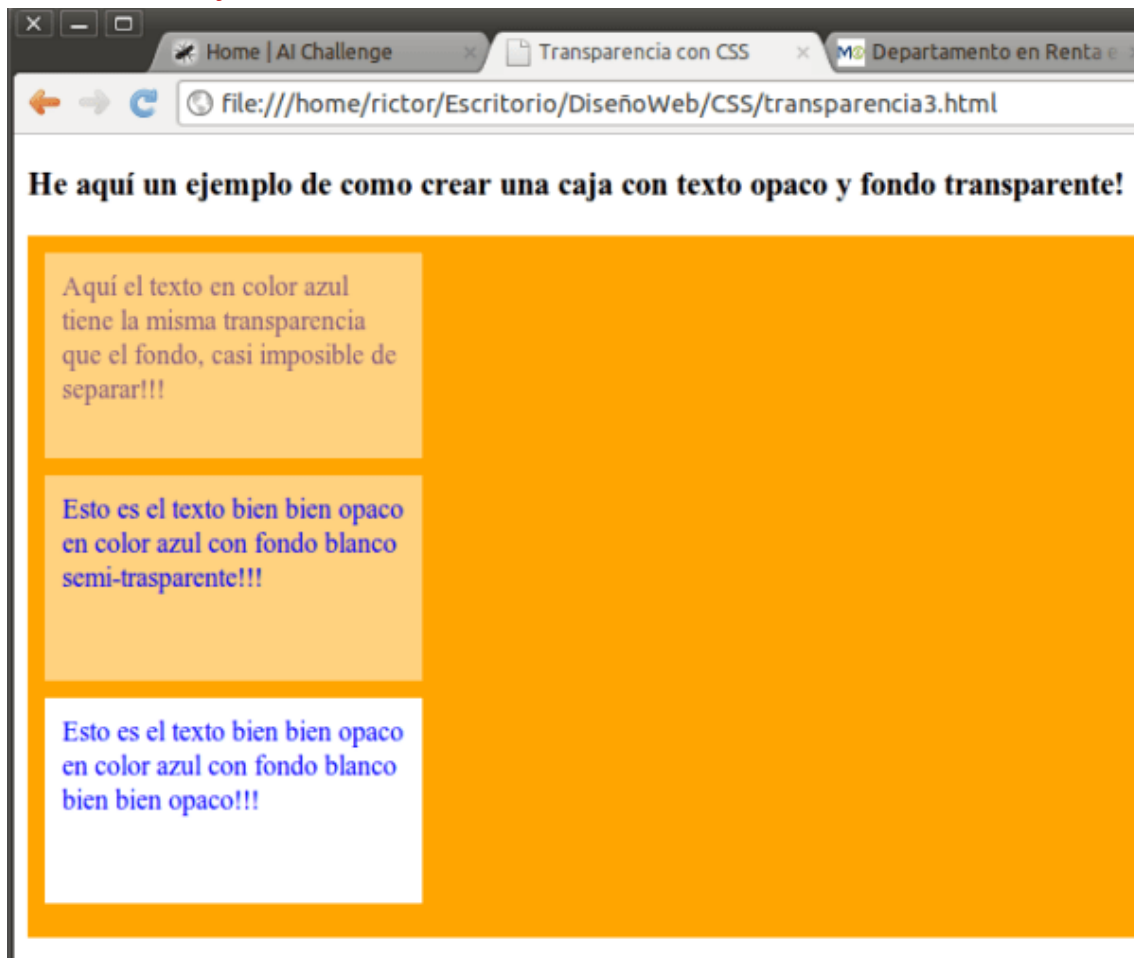 Home | AI Challenge
Transparencia con CSS
Departamento en Renta e
file:///home/rictor/Escritorio/DiseñoWeb/CSS/transparencia3.html
He aquí un ejemplo de como crear una caja con texto opaco y fondo transparente!
Aquí el texto en color azul
tiene la misma transparencia
que el fondo, casi imposible de
separar!!!
Esto es el texto bien bien opaco
en color azul con fondo blanco
semi-trasparente!!!
Esto es el texto bien bien opaco
en color azul con fondo blanco
bien bien opaco!!!